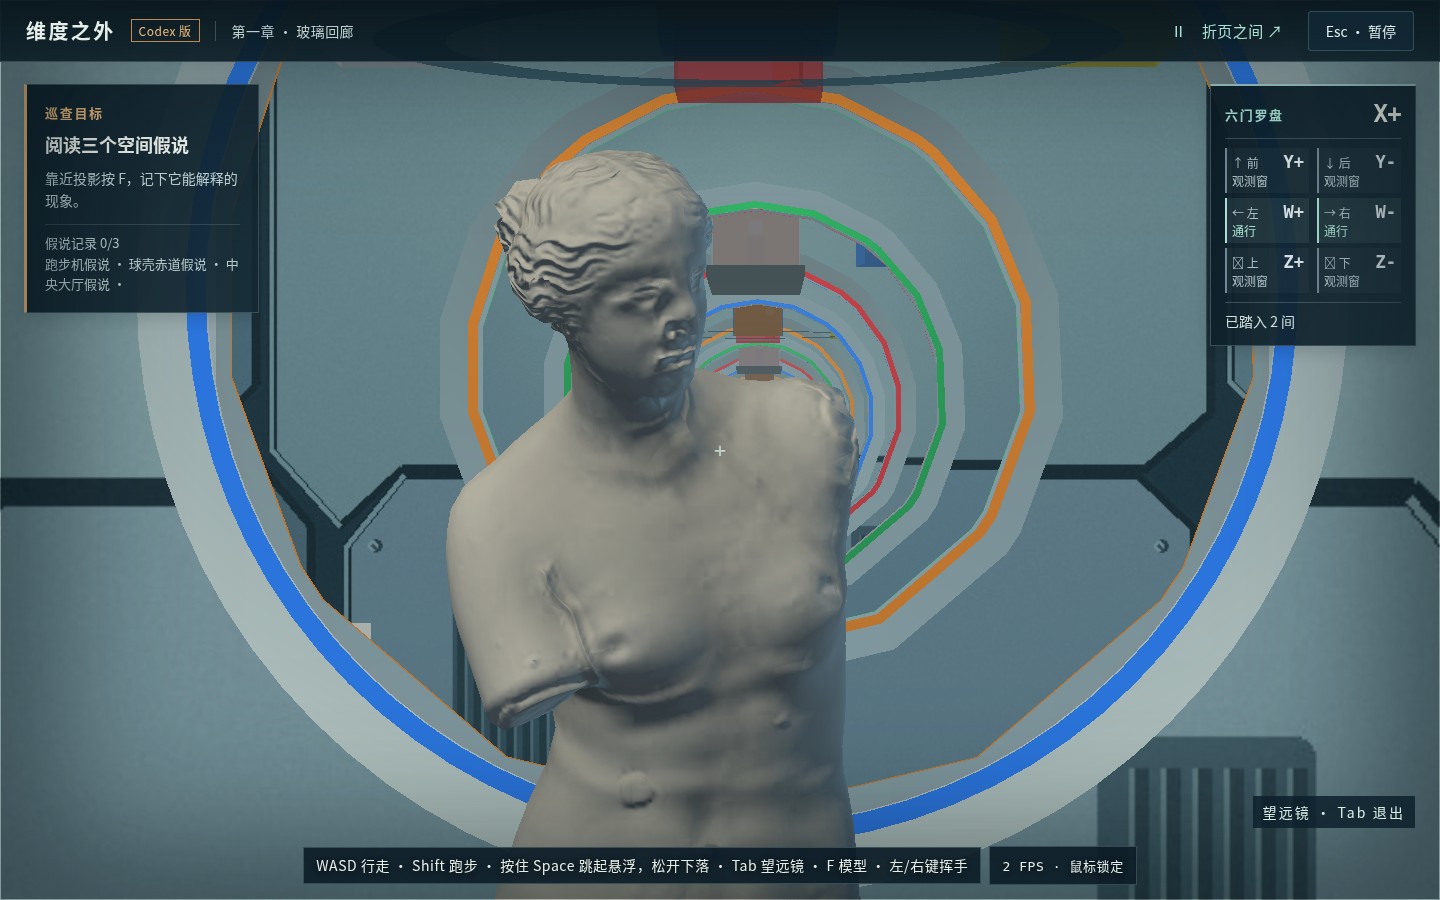 维度之外 Codex 版 第一章 · 玻璃回廊
II 折页之间 ↗ Esc · 暂停
巡查目标
阅读三个空间假说
靠近投影按 F，记下它能解释的
现象。
假说记录 0/3
跑步机假说 · 球壳赤道假说 · 中
央大厅假说 ·
六门罗盘 X+
↑ 前 Y+
观测窗
↓ 后 Y-
观测窗
← 左 W+
通行
→ 右 W-
通行
上 Z+
观测窗
下 Z-
观测窗
已踏入 2 间
望远镜 · Tab 退出
WASD 行走 · Shift 跑步 · 按住 Space 跳起悬浮，松开下落 · Tab 望远镜 · F 模型 · 左/右键挥手
2 FPS · 鼠标锁定